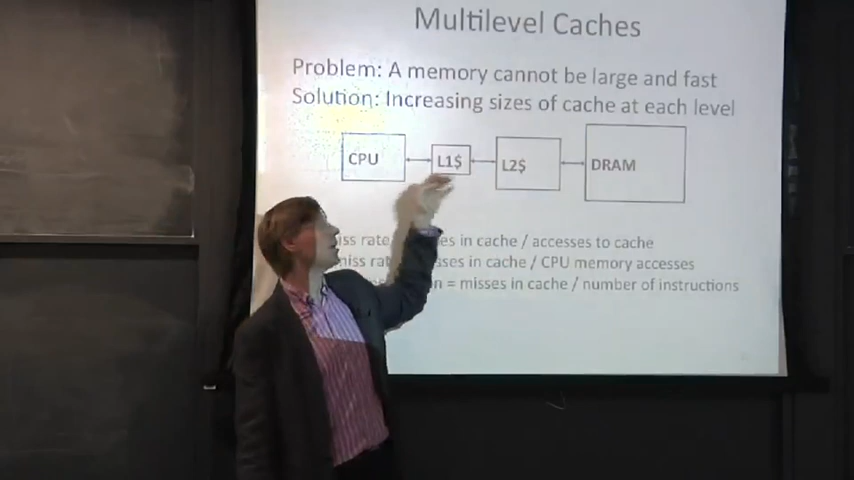 Multilevel Caches
Problem: A memory cannot be large and fast
Solution: Increasing sizes of cache at each level
CPU L1$ L2$ DRAM
miss rate in cache / accesses to cache
miss in cache / CPU memory accesses
= misses in cache / number of instructions